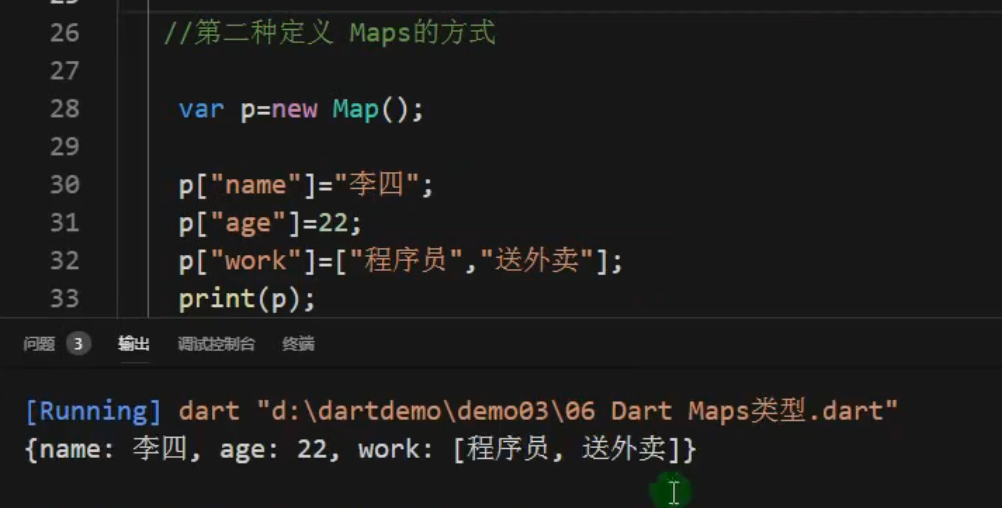 26 //第二种定义 Maps的方式
27
28 var p=new Map();
29
30 p["name"]="李四";
31 p["age"]=22;
32 p["work"]=["程序员","送外卖"];
33 print(p);
问题 3 输出 调试控制台 终端
[Running] dart "d:\dartdemo\demo03\06 Dart Maps类型.dart"
{name: 李四, age: 22, work: [程序员, 送外卖]}